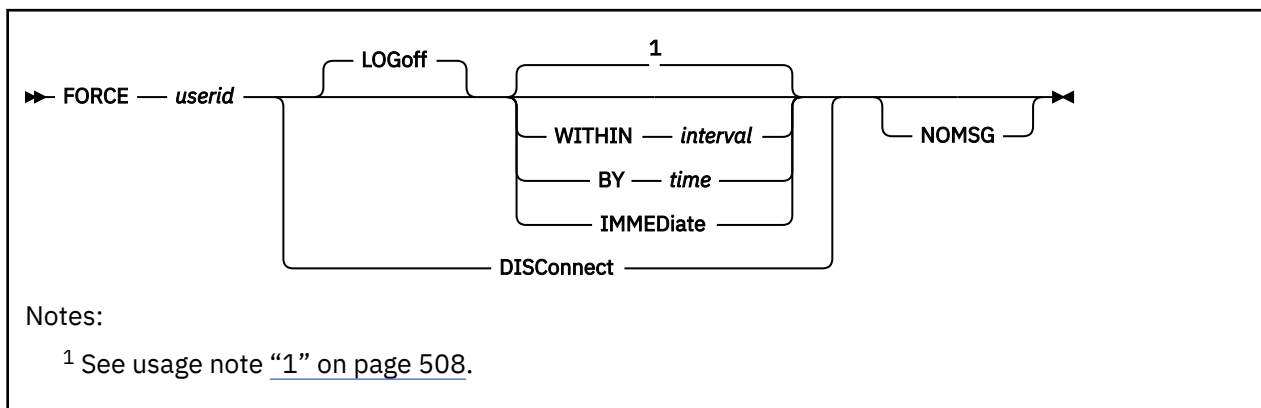 1
LOGoff
FORCE userid
WITHIN interval
NOMSG
BY time
IMMEDiate
DISConnect
Notes:
1 See usage note “1” on page 508.